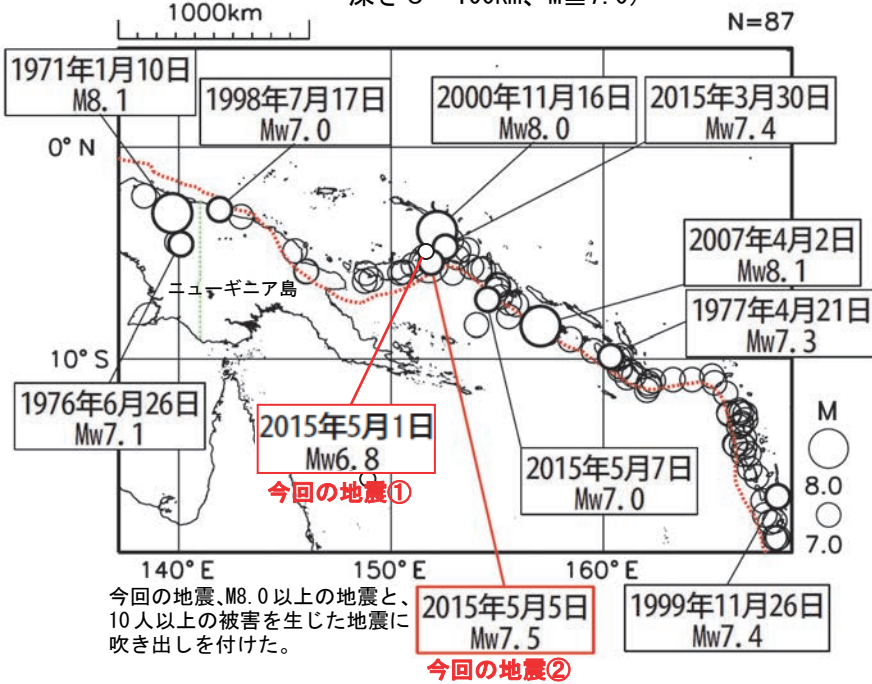 深さ0~100km、M≧7.0)
1000km
N=87
1971年1月10日
M8.1
1998年7月17日
Mw7.0
2000年11月16日
Mw8.0
2015年3月30日
Mw7.4
0°N
2007年4月2日
Mw8.1
ニューギニア島
1977年4月21日
Mw7.3
10°S
1976年6月26日
Mw7.1
2015年5月1日
Mw6.8
今回の地震①
2015年5月7日
Mw7.0
M
8.0
7.0
140°E
150°E
160°E
今回の地震、M8.0以上の地震と、
10人以上の被害を生じた地震に
吹き出しを付けた。
2015年5月5日
Mw7.5
今回の地震②
1999年11月26日
Mw7.4